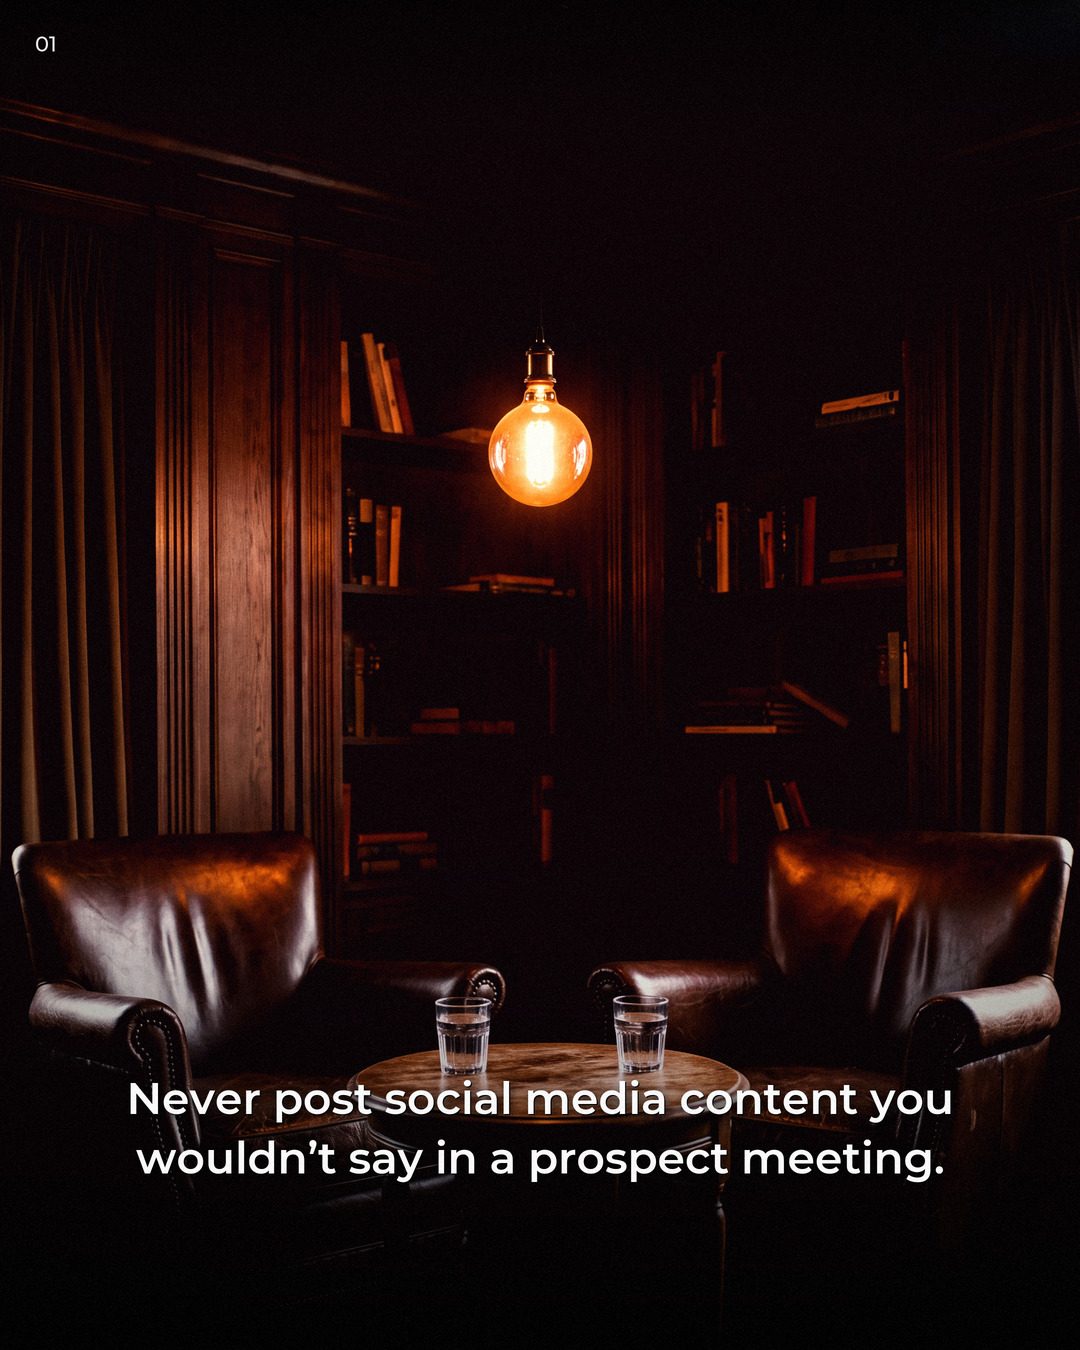 01
Never post social media content you
wouldn’t say in a prospect meeting.